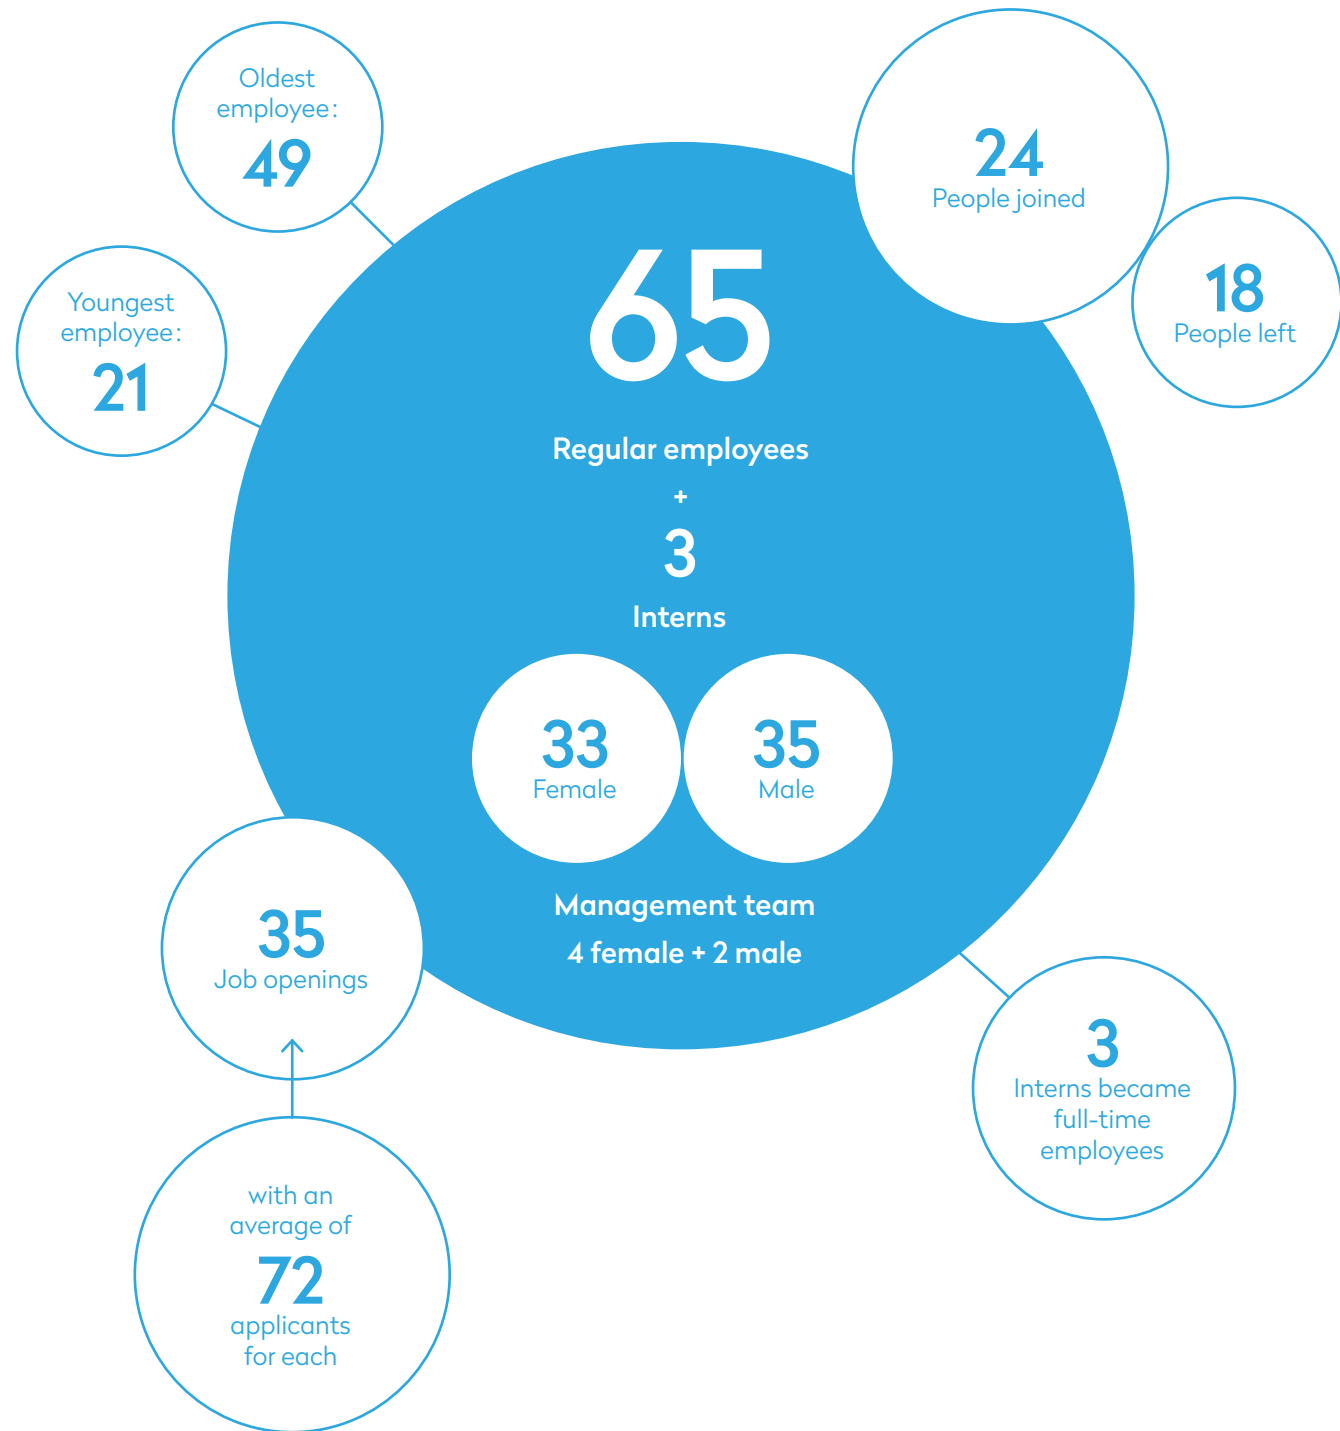 Oldest
employee:
49
Youngest
employee:
21
24
People joined
18
People left
65
Regular employees
+
3
Interns
33
Female
35
Male
Management team
4 female + 2 male
35
Job openings
with an
average of
72
applicants
for each
3
Interns became
full-time
employees